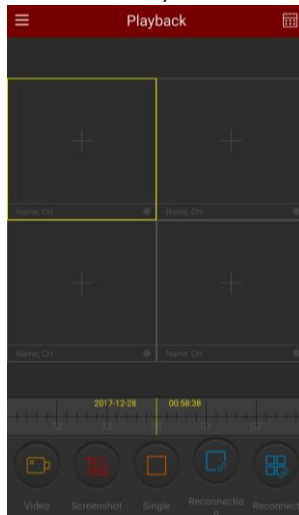 Playback
Name, CH
Name, CH
Name, CH
Name, CH
2017-12-28 00:58:38
Video Screenshot Single Reconnectio
n Reconnec